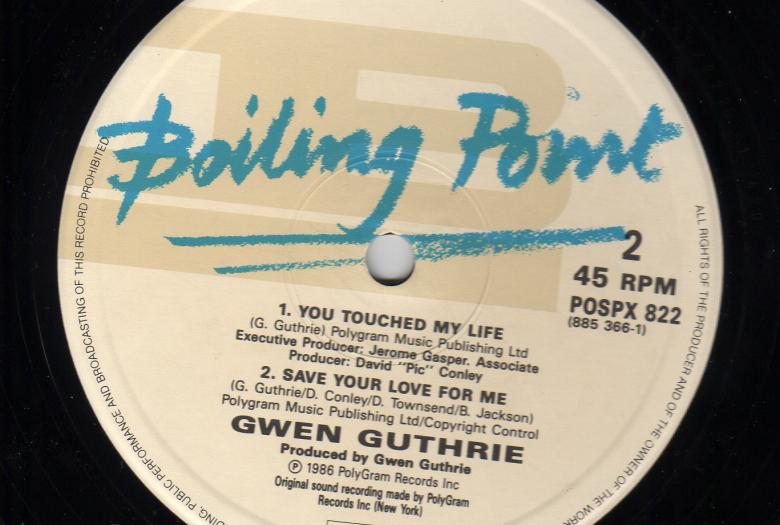 Boiling Point
2
45 RPM
POSPX 822
(885 366-1)
1. YOU TOUCHED MY LIFE
(G. Guthrie) Polygram Music Publishing Ltd
Executive Producer; Jerome Gasper. Associate
Producer: David "Pic" Conley
2. SAVE YOUR LOVE FOR ME
(G. Guthrie/D. Conley/D. Townsend/B. Jackson)
Polygram Music Publishing Ltd/Copyright Control
GWEN GUTHRIE
Produced by Gwen Guthrie
Ⓟ 1986 PolyGram Records Inc
Original sound recording made by PolyGram
Records Inc (New York)
ALL RIGHTS OF THE PRODUCER AND OF THE OWNER OF THE WOR
DING, PUBLIC PERFORMANCE AND BROADCASTING OF THIS RECORD PROHIBITED